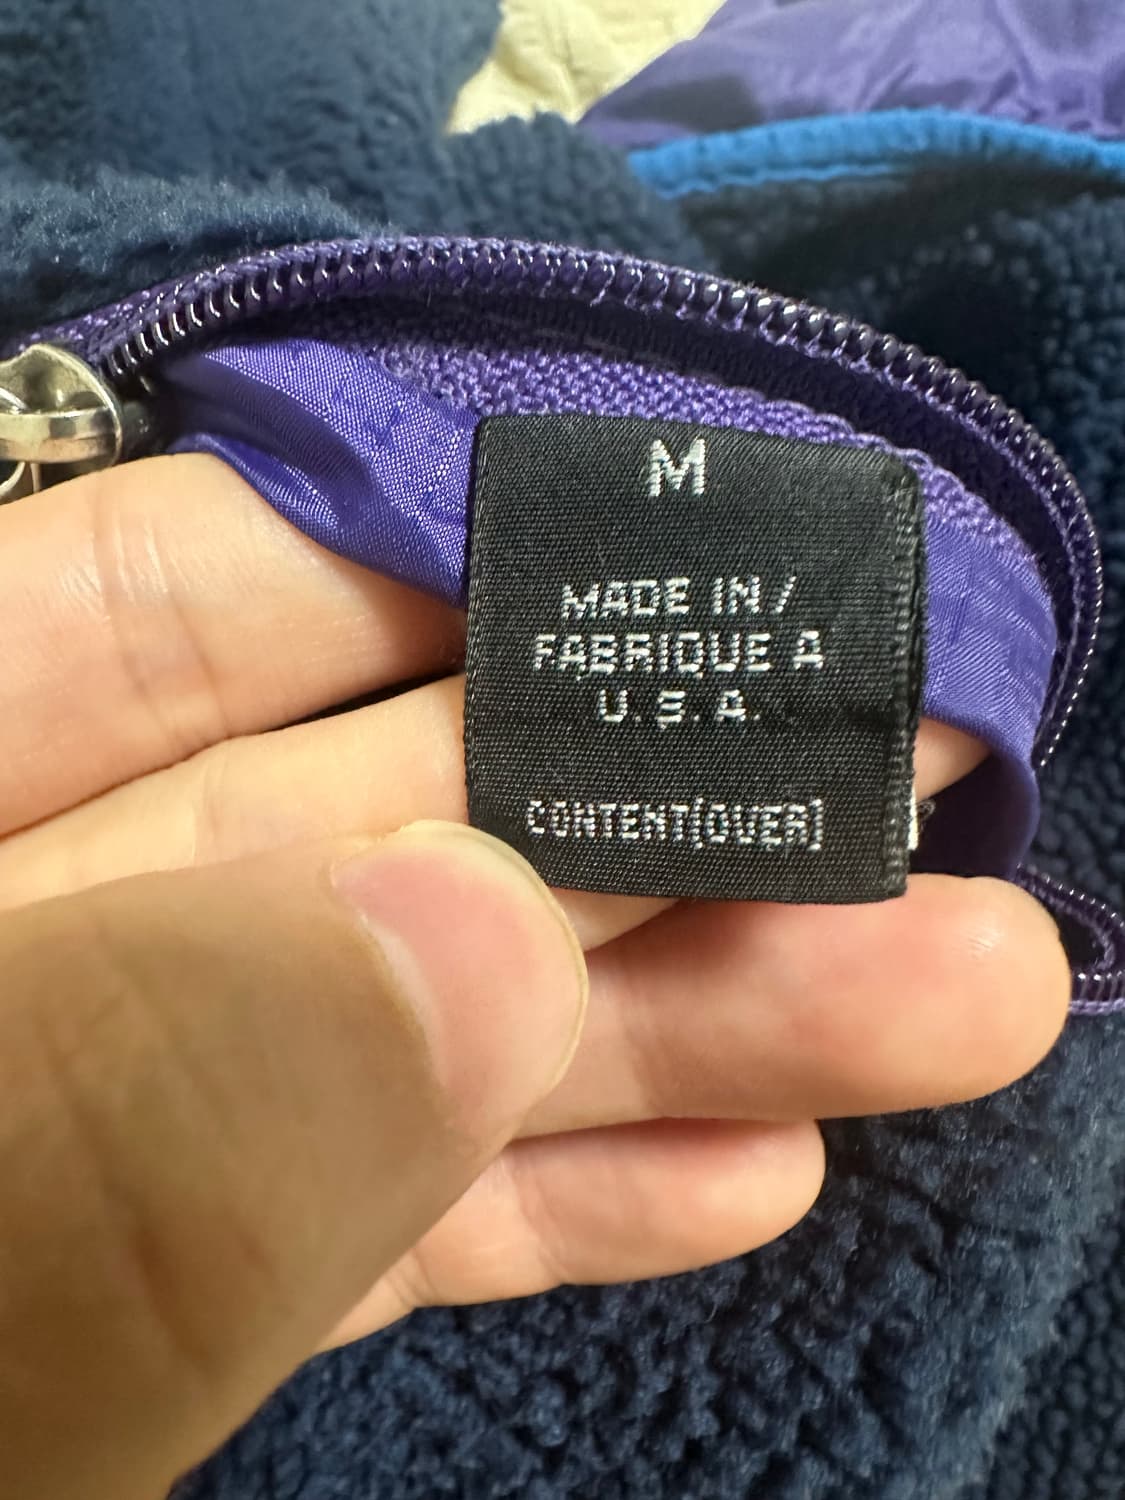 M
MADE IN/
FABRIQUE A
U.S.A.
CONTENT(OVER)